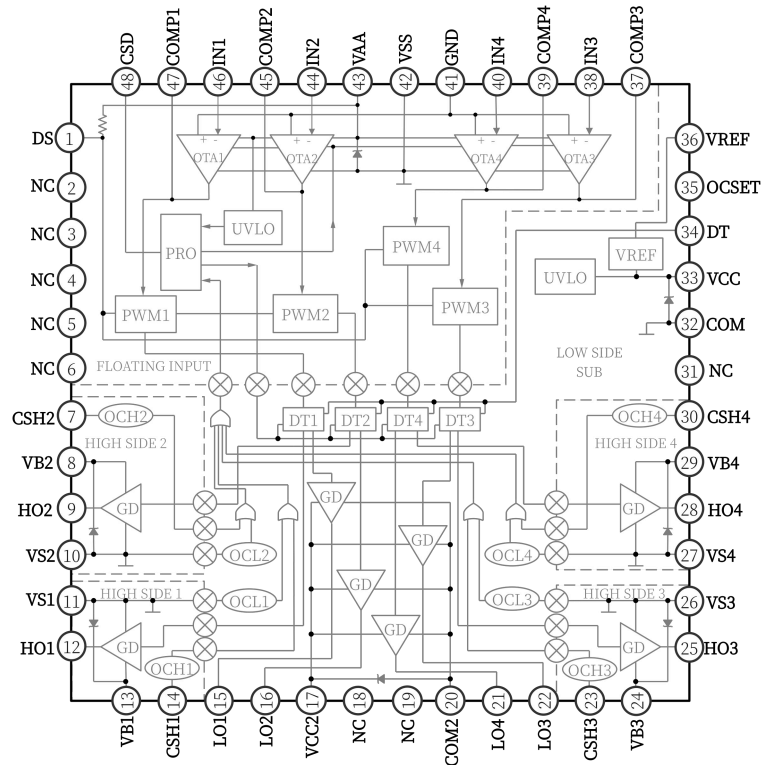 CSD
COMP1
IN1
COMP2
IN2
VAA
VSS
GND
IN4
COMP4
IN3
COMP3
48
47
46
45
44
43
42
41
40
39
38
37
DS
1
NC
2
NC
3
NC
4
NC
5
NC
6
CSH2
7
VB2
8
HO2
9
VS2
10
VS1
11
HO1
12
36
VREF
35
OCSET
34
DT
33
VCC
32
COM
31
NC
30
CSH4
29
VB4
28
HO4
27
VS4
26
VS3
25
HO3
+ -
OTA1
+ -
OTA2
+ -
OTA4
+ -
OTA3
UVLO
PRO
PWM4
VREF
UVLO
PWM1
PWM2
PWM3
FLOATING INPUT
LOW SIDE
SUB
OCH2
DT1
DT2
DT4
DT3
OCH4
HIGH SIDE 2
HIGH SIDE 4
GD
GD
GD
GD
OCL2
OCL4
GD
HIGH SIDE 1
OCL1
OCL3
HIGH SIDE 3
GD
GD
GD
OCH1
OCH3
13
14
15
16
17
18
19
20
21
22
23
24
VB1
CSH1
LO1
LO2
VCC2
NC
NC
COM2
LO4
LO3
CSH3
VB3